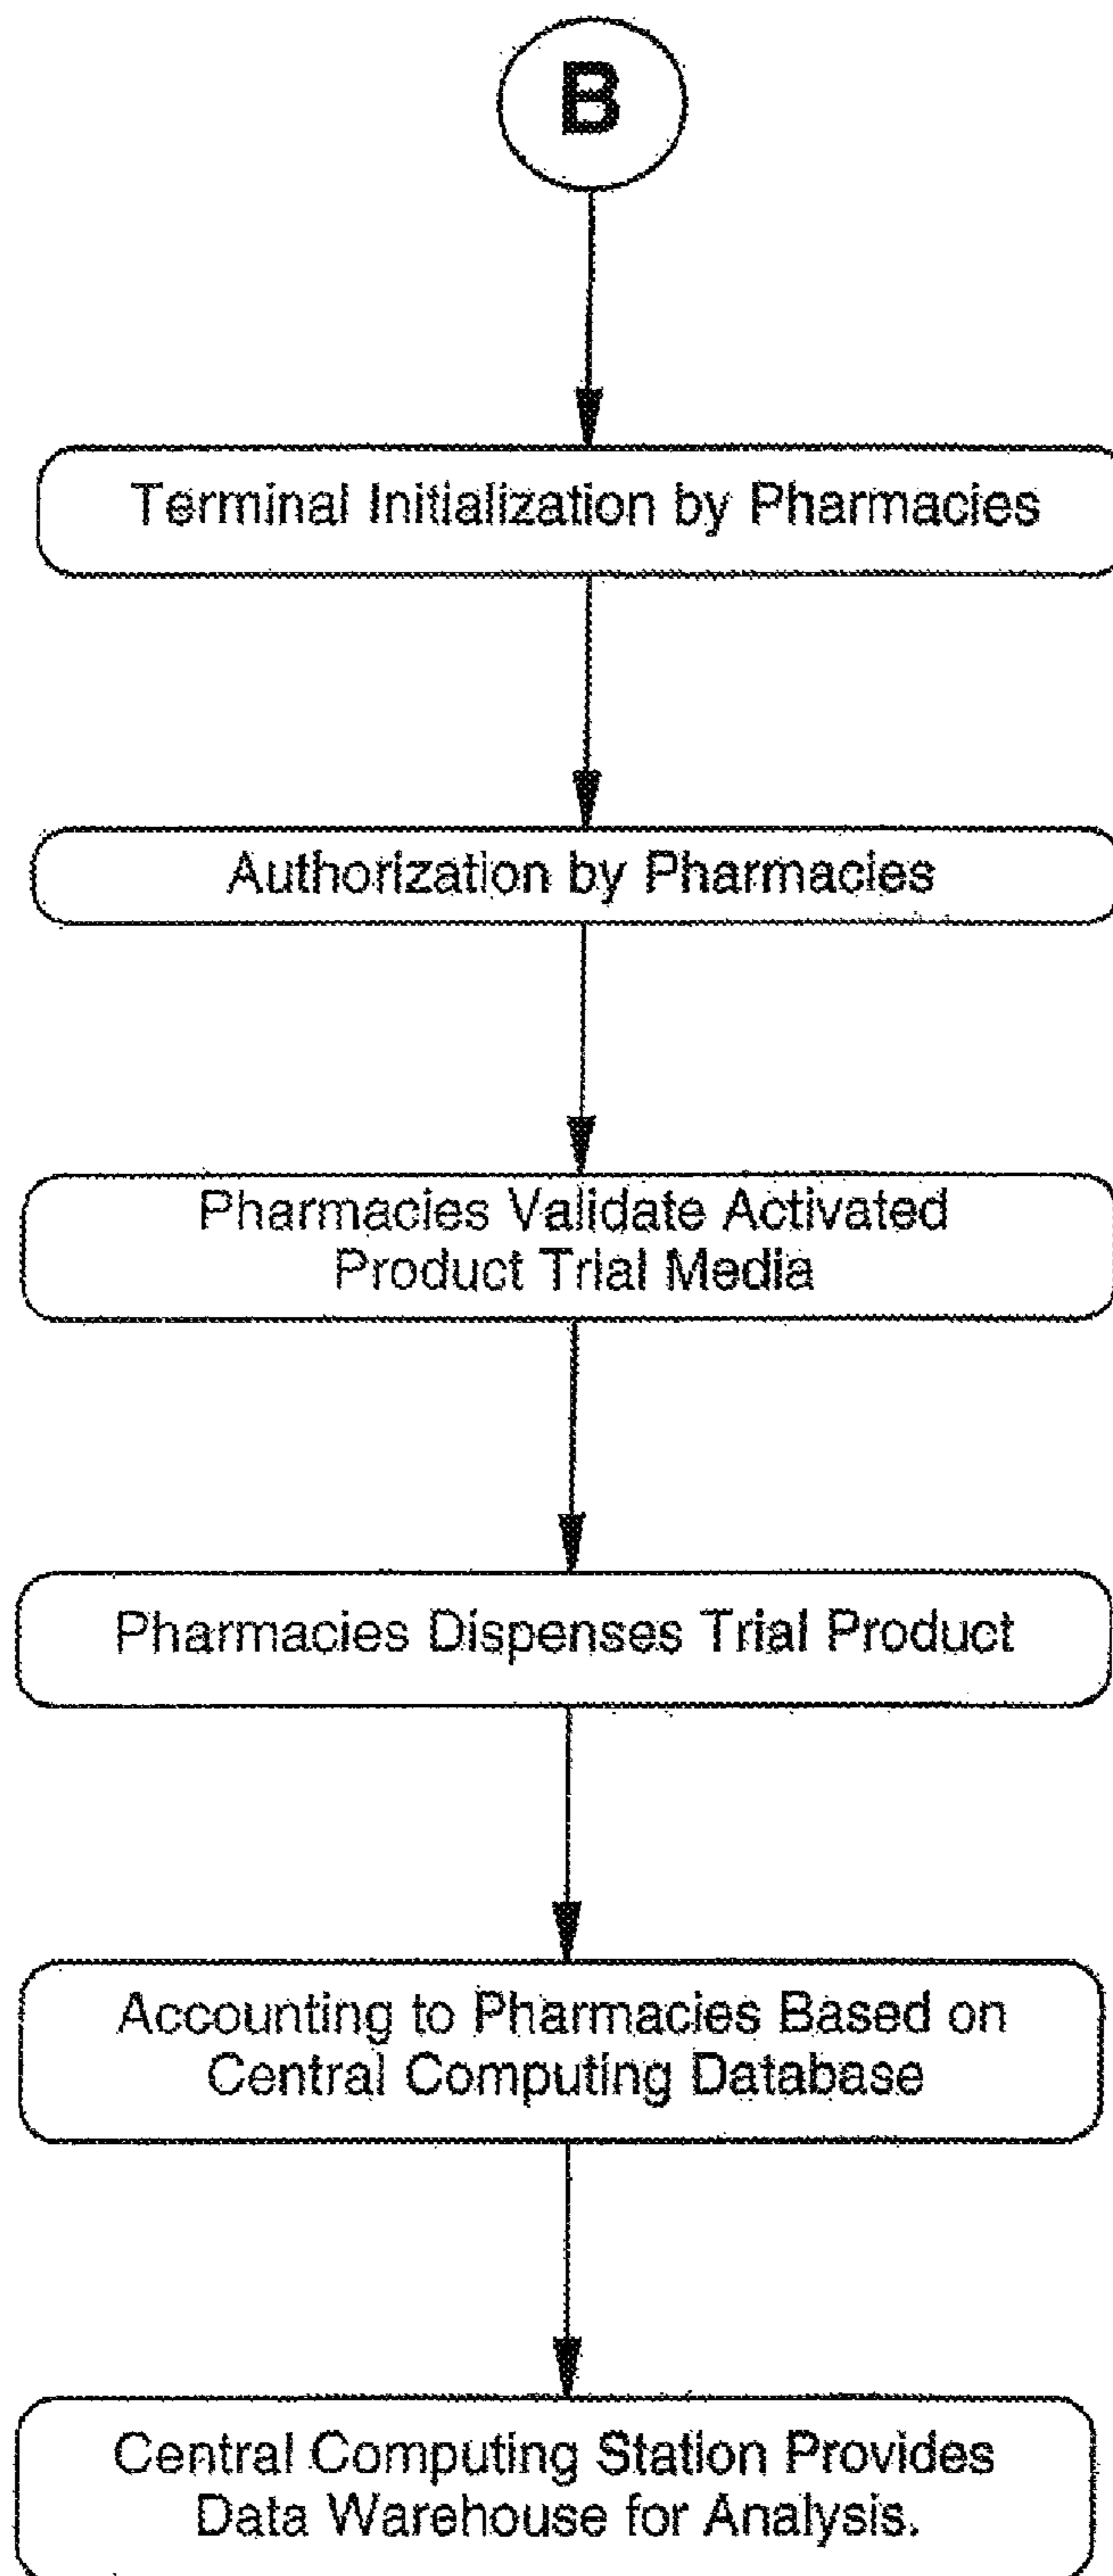 B
Terminal Initialization by Pharmacies
Authorization by Pharmacies
Pharmacies Validate Activated
Product Trial Media
Pharmacies Dispenses Trial Product
Accounting to Pharmacies Based on
Central Computing Database
Central Computing Station Provides
Data Warehouse for Analysis.